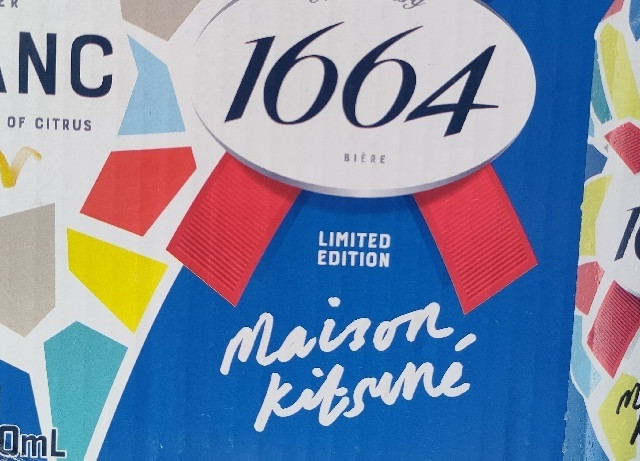 ANC
OF CITRUS
1664
BIÈRE
LIMITED
EDITION
Maison
Kitsuné
0mL